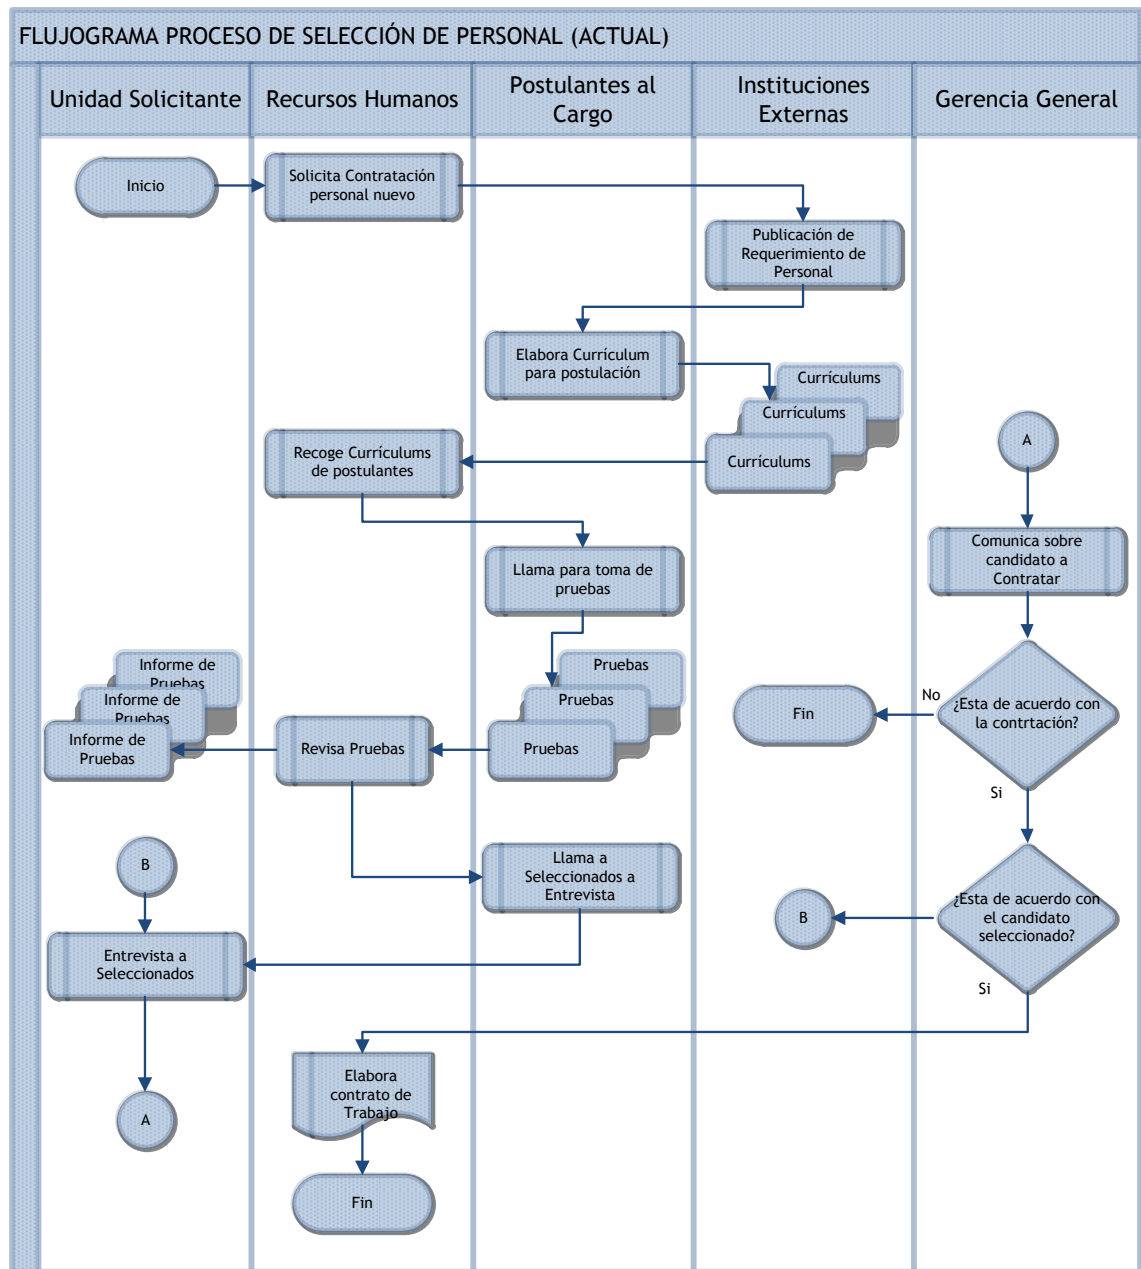 FLUJOGRAMA PROCESO DE SELECCIÓN DE PERSONAL (ACTUAL)
Unidad Solicitante
Recursos Humanos
Postulantes al
Cargo
Instituciones
Externas
Gerencia General
Inicio
Solicita Contratación
personal nuevo
Publicación de
Requerimiento de
Personal
Elabora Currículum
para postulación
Currículums
Currículums
Currículums
Recoge Currículums
de postulantes
A
Llama para toma de
pruebas
Comunica sobre
candidato a
Contratar
Informe de
Pruebas
Informe de
Pruebas
Informe de
Pruebas
Revisa Pruebas
Pruebas
Pruebas
Pruebas
Fin
No
¿Esta de acuerdo con
la contrtación?
Si
B
Llama a
Seleccionados a
Entrevista
B
¿Esta de acuerdo con
el candidato
seleccionado?
Si
Entrevista a
Seleccionados
A
Elabora
contrato de
Trabajo
Fin